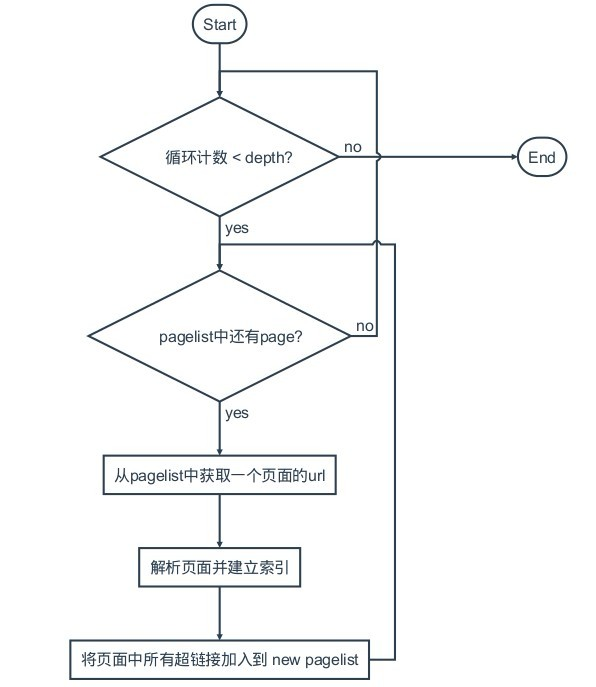 Start
循环计数 < depth?
no
End
yes
pagelist中还有page?
no
yes
从pagelist中获取一个页面的url
解析页面并建立索引
将页面中所有超链接加入到 new pagelist